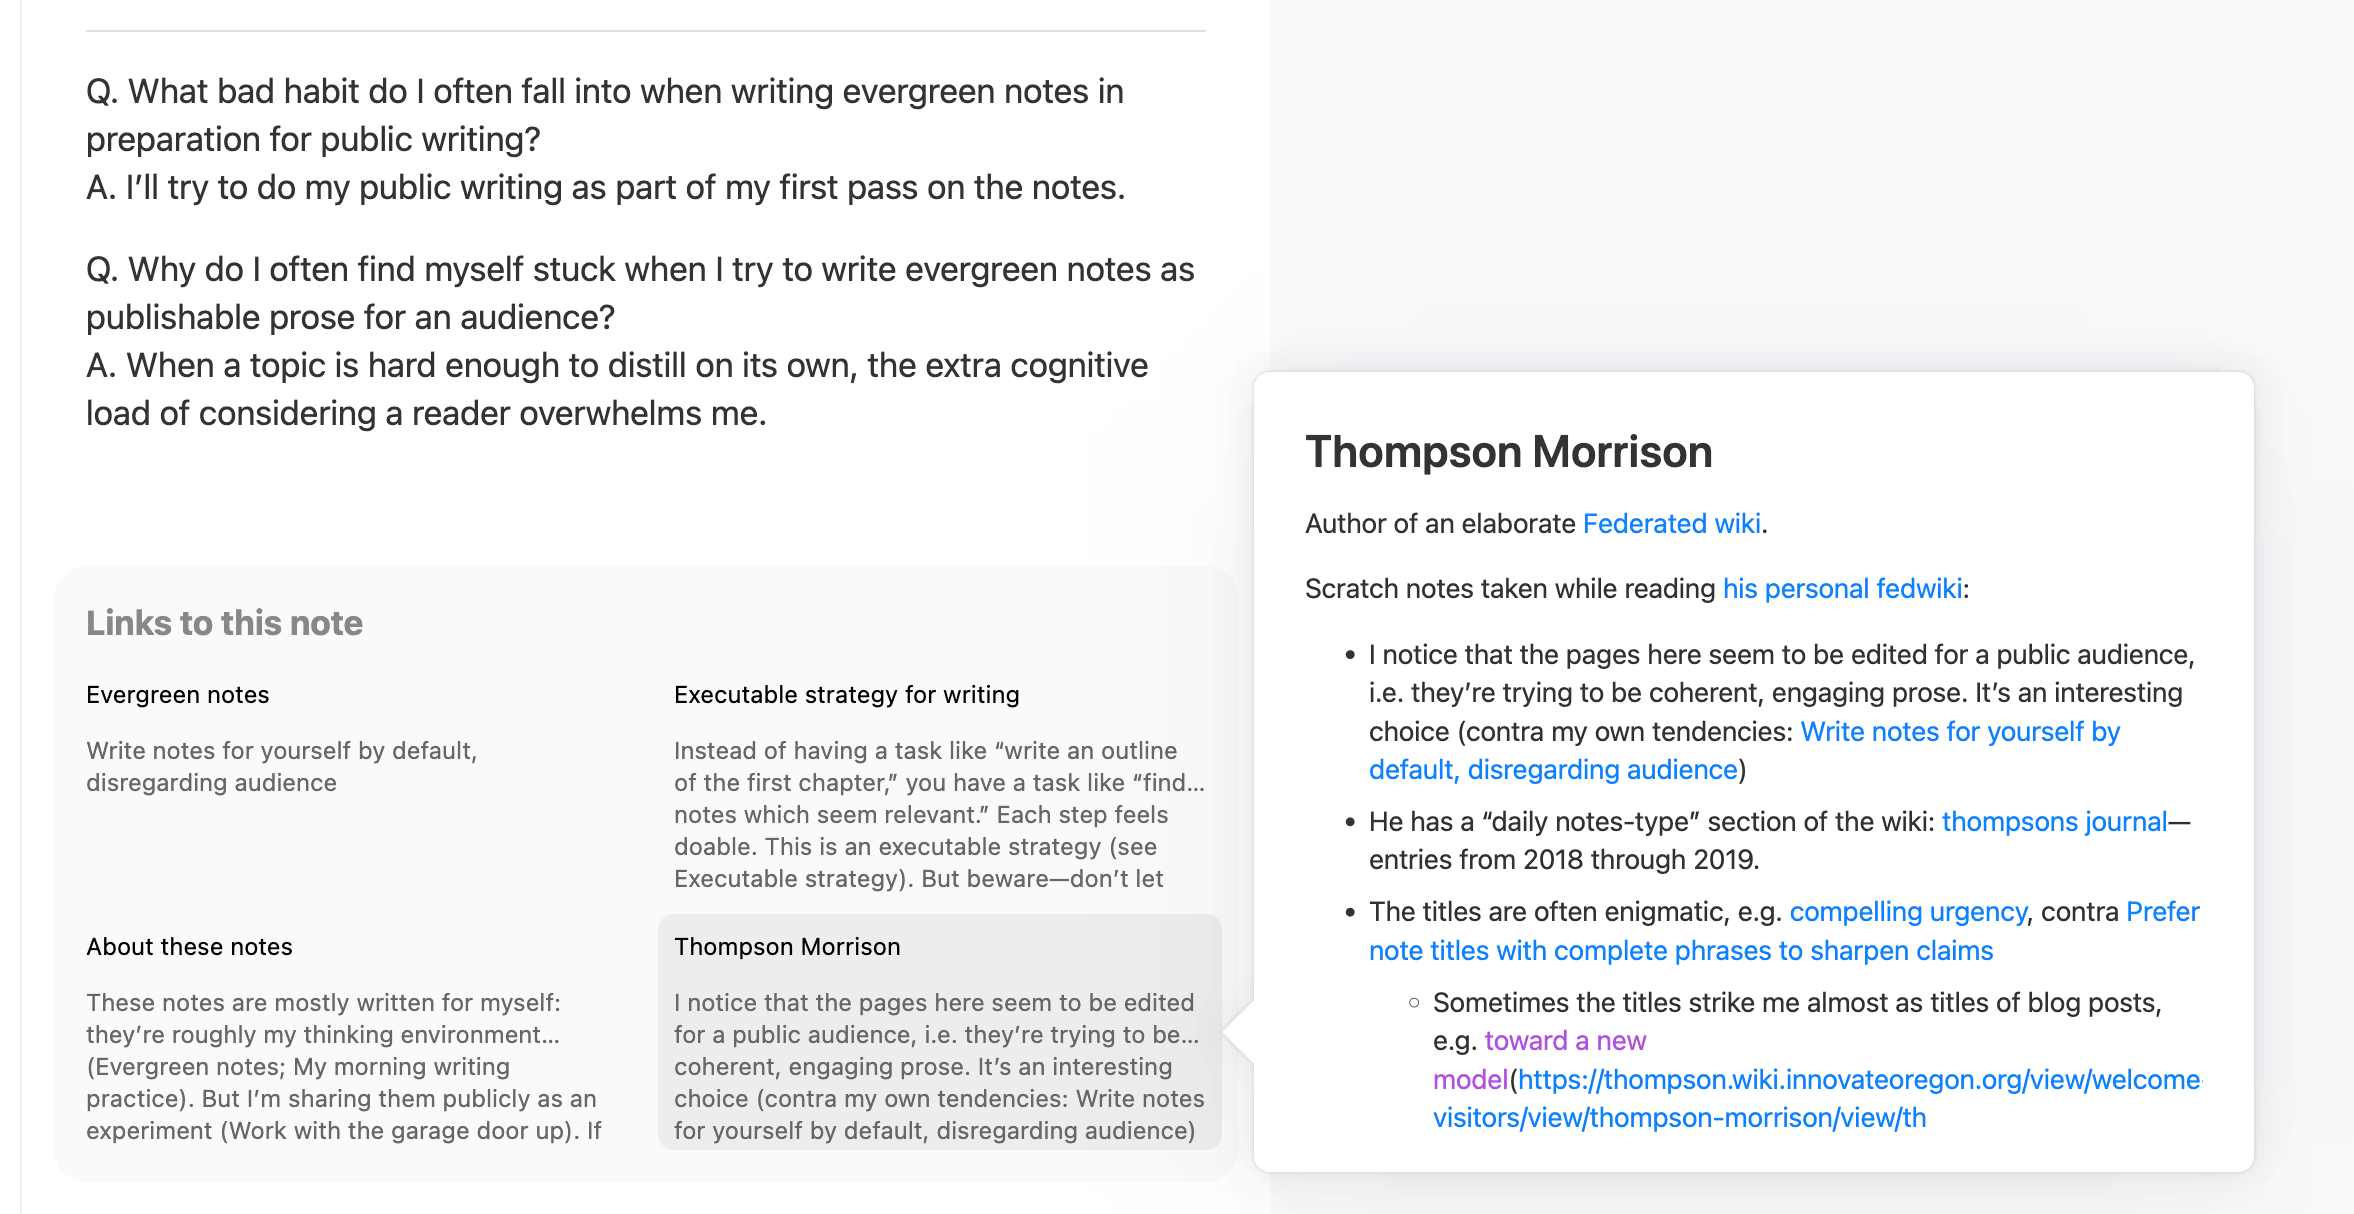 Q. What bad habit do I often fall into when writing evergreen notes in
preparation for public writing?
A. I’ll try to do my public writing as part of my first pass on the notes.
Q. Why do I often find myself stuck when I try to write evergreen notes as
publishable prose for an audience?
A. When a topic is hard enough to distill on its own, the extra cognitive
load of considering a reader overwhelms me.
Links to this note
Evergreen notes
Write notes for yourself by default,
disregarding audience
Executable strategy for writing
Instead of having a task like “write an outline
of the first chapter,” you have a task like “find…
notes which seem relevant.” Each step feels
doable. This is an executable strategy (see
Executable strategy). But beware—don’t let
About these notes
These notes are mostly written for myself:
they’re roughly my thinking environment…
(Evergreen notes; My morning writing
practice). But I’m sharing them publicly as an
experiment (Work with the garage door up). If
Thompson Morrison
I notice that the pages here seem to be edited
for a public audience, i.e. they’re trying to be…
coherent, engaging prose. It’s an interesting
choice (contra my own tendencies: Write notes
for yourself by default, disregarding audience)
Thompson Morrison
Author of an elaborate Federated wiki.
Scratch notes taken while reading his personal fedwiki:
• I notice that the pages here seem to be edited for a public audience,
i.e. they’re trying to be coherent, engaging prose. It’s an interesting
choice (contra my own tendencies: Write notes for yourself by
default, disregarding audience)
• He has a “daily notes-type” section of the wiki: thompsons journal—
entries from 2018 through 2019.
• The titles are often enigmatic, e.g. compelling urgency, contra Prefer
note titles with complete phrases to sharpen claims
◦ Sometimes the titles strike me almost as titles of blog posts,
e.g. toward a new
model(https://thompson.wiki.innovateoregon.org/view/welcome-
visitors/view/thompson-morrison/view/th